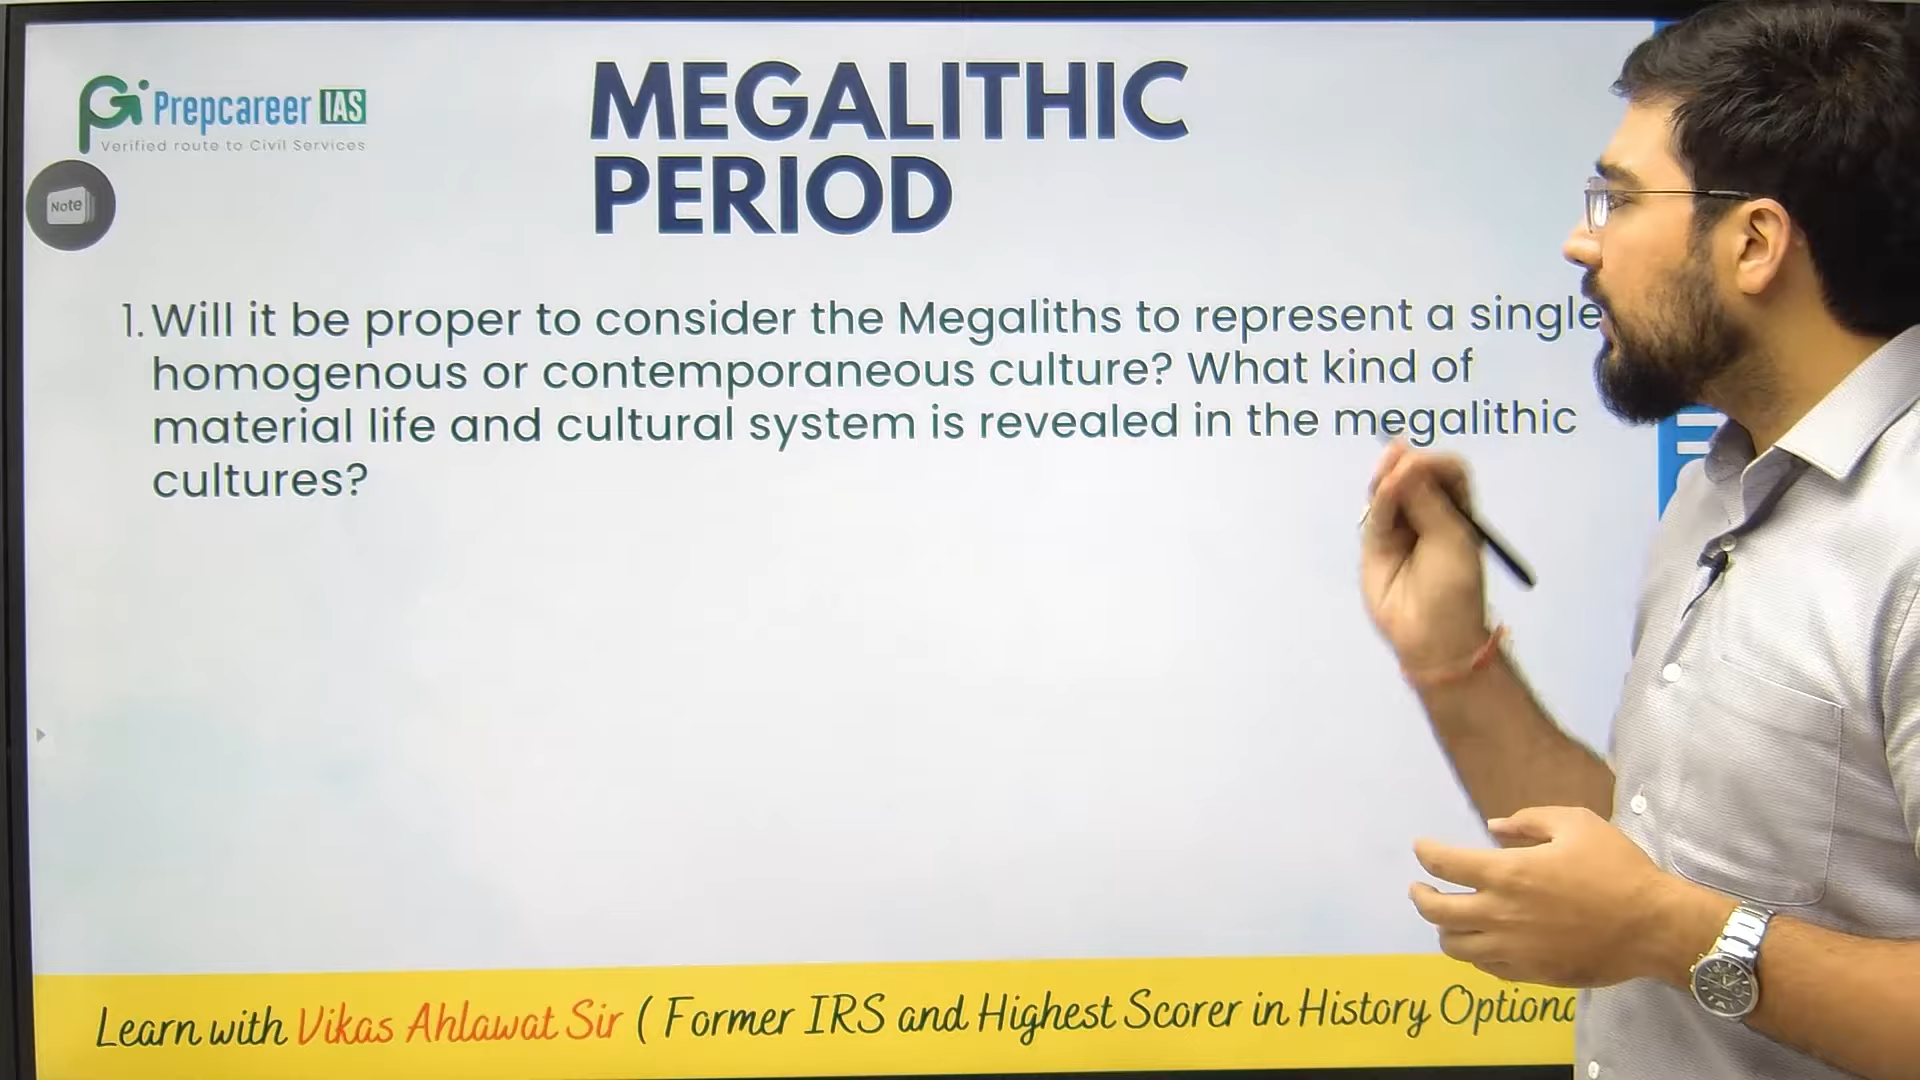 Prepcareer IAS
Verified route to Civil Services
Note
MEGALITHIC
PERIOD
1. Will it be proper to consider the Megaliths to represent a single
homogenous or contemporaneous culture? What kind of
material life and cultural system is revealed in the megalithic
cultures?
Learn with Vikas Ahlawat Sir ( Former IRS and Highest Scorer in History